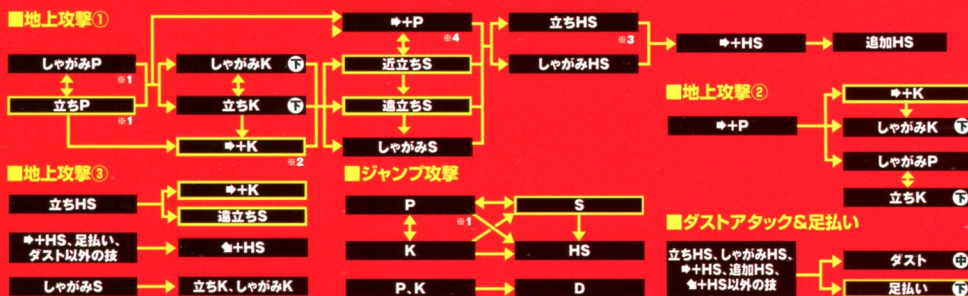 ■地上攻撃①
しゃがみP
※1
立ちP
※1
しゃがみK 下
立ちK 下
➡+K
※2
➡+P
※4
近立ちS
遠立ちS
しゃがみS
立ちHS
※3
しゃがみHS
➡+HS
追加HS
■地上攻撃②
➡+P
➡+K
しゃがみK 下
しゃがみP
立ちK 下
■地上攻撃③
立ちHS
➡+K
遠立ちS
➡+HS、足払い、
ダスト以外の技
⬊+HS
しゃがみS
立ちK、しゃがみK
■ジャンプ攻撃
P
※1
K
S
HS
P、K
D
■ダストアタック&足払い
立ちHS、しゃがみHS、
➡+HS、追加HS、
⬊+HS以外の技
ダスト 中
足払い 下